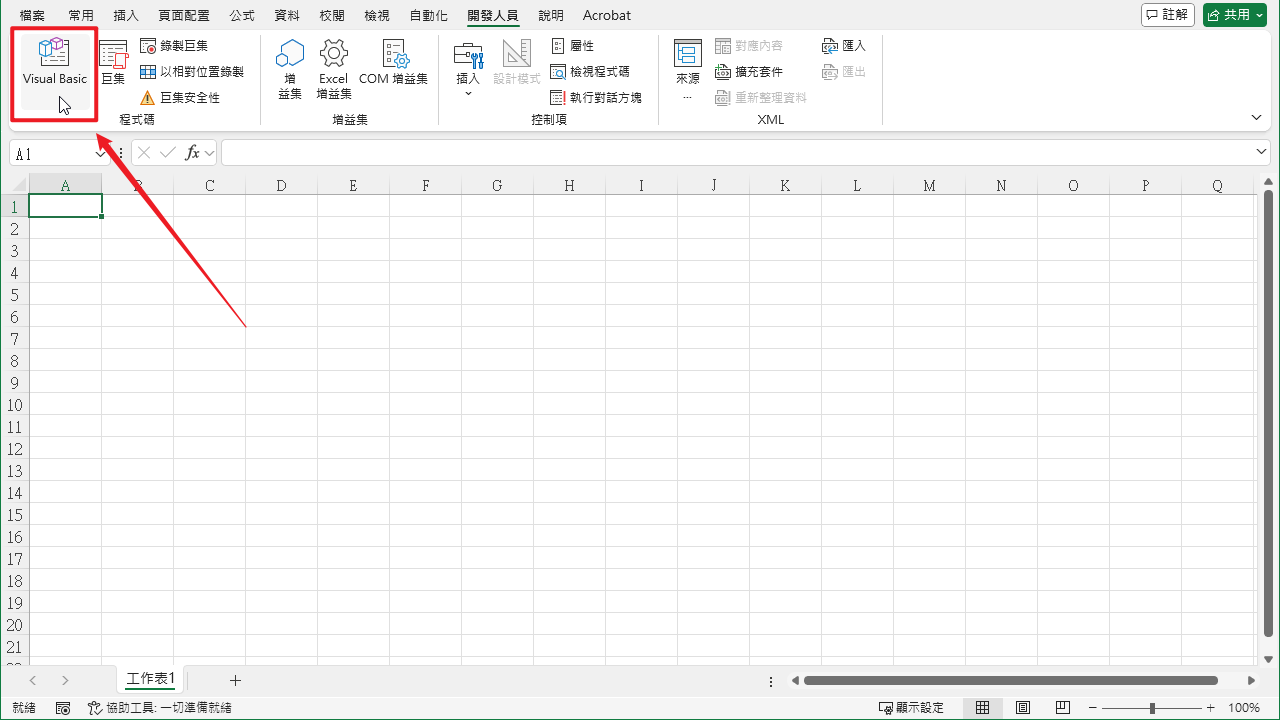 檔案 常用 插入 頁面配置 公式 資料 校閱 檢視 自動化 開發人員 說明 Acrobat 註解 共用
Visual Basic
巨集
錄製巨集
以相對位置錄製
巨集安全性
程式碼
增
益集
Excel
增益集
COM 增益集
增益集
插入
設計模式
屬性
檢視程式碼
執行對話方塊
控制項
來源
...
對應內容
擴充套件
重新整理資料
匯入
匯出
XML
A1 fx
A B C D E F G H I J K L M N O P Q
1
2
3
4
5
6
7
8
9
10
11
12
13
14
15
16
17
18
19
20
21
工作表1
就緒 協助工具: 一切準備就緒 顯示設定 100%